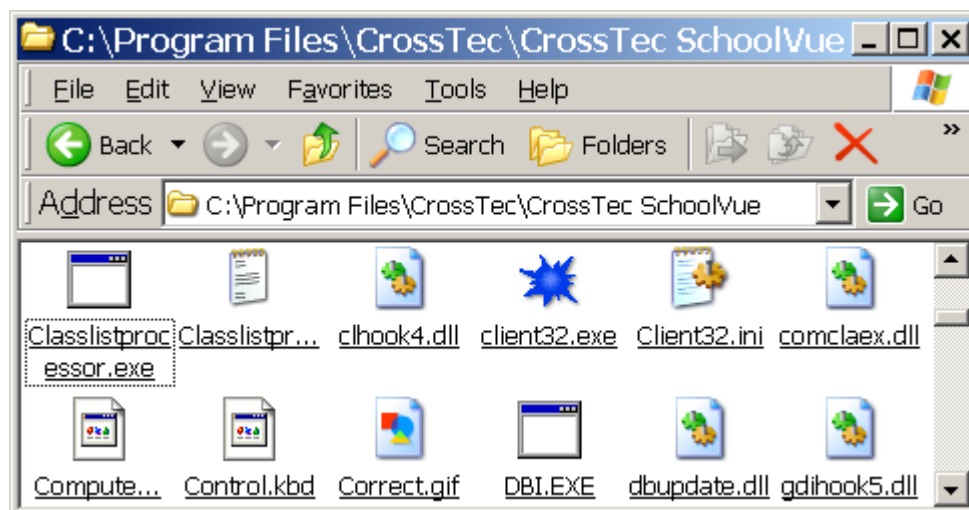 C:\Program Files\CrossTec\CrossTec SchoolVue
File Edit View Favorites Tools Help
Back Search Folders »
Address C:\Program Files\CrossTec\CrossTec SchoolVue Go
Classlistproc Classlistpr... clhook4.dll client32.exe Client32.ini comclaex.dll
essor.exe
Compute... Control.kbd Correct.gif DBI.EXE dbupdate.dll gdihook5.dll